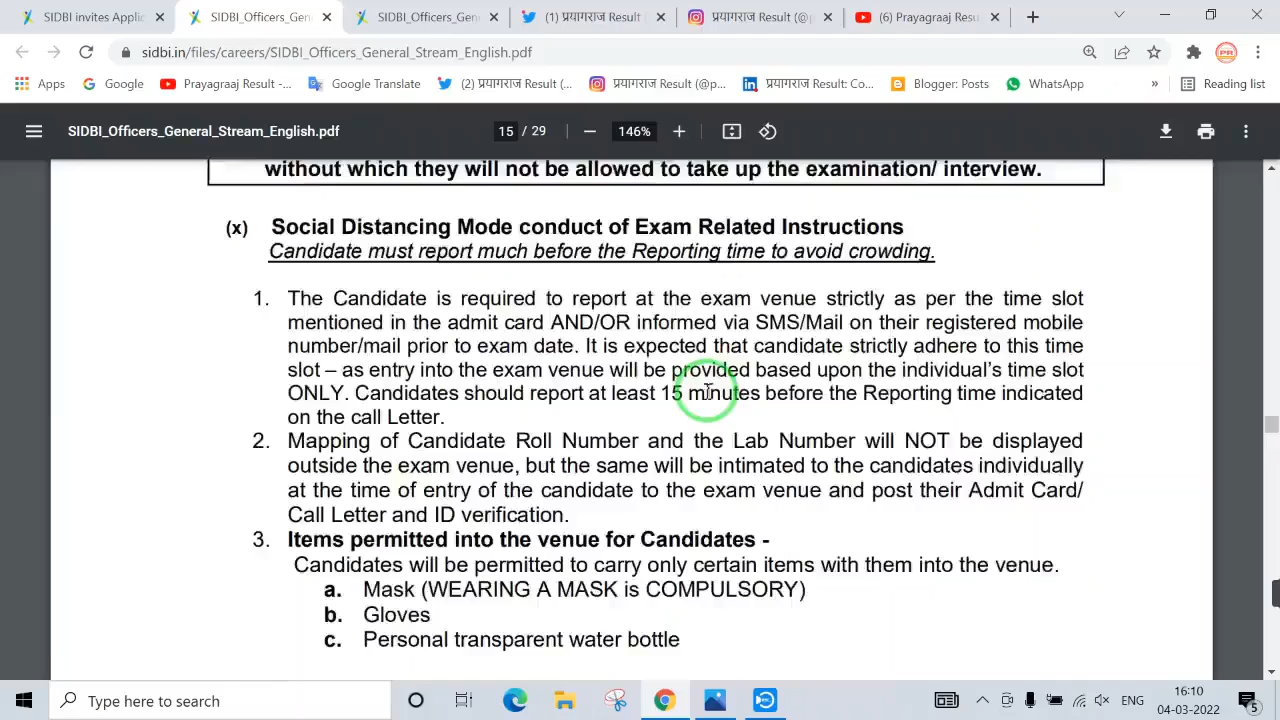 SIDBI invites Applic
SIDBI_Officers_Gener
SIDBI_Officers_Gene
(1) प्रयागराज Result (
प्रयागराज Result (@p
(6) Prayagraaj Resu
sidbi.in/files/careers/SIDBI_Officers_General_Stream_English.pdf
Apps
Google
Prayagraaj Result -...
Google Translate
(2) प्रयागराज Result (...
प्रयागराज Result (@p...
प्रयागराज Result: Co...
Blogger: Posts
WhatsApp
»
Reading list
SIDBI_Officers_General_Stream_English.pdf
15 / 29
146%
without which they will not be allowed to take up the examination/ interview.
(x) Social Distancing Mode conduct of Exam Related Instructions
Candidate must report much before the Reporting time to avoid crowding.
1. The Candidate is required to report at the exam venue strictly as per the time slot
mentioned in the admit card AND/OR informed via SMS/Mail on their registered mobile
number/mail prior to exam date. It is expected that candidate strictly adhere to this time
slot – as entry into the exam venue will be provided based upon the individual's time slot
ONLY. Candidates should report at least 15 minutes before the Reporting time indicated
on the call Letter.
2. Mapping of Candidate Roll Number and the Lab Number will NOT be displayed
outside the exam venue, but the same will be intimated to the candidates individually
at the time of entry of the candidate to the exam venue and post their Admit Card/
Call Letter and ID verification.
3. Items permitted into the venue for Candidates -
Candidates will be permitted to carry only certain items with them into the venue.
a. Mask (WEARING A MASK is COMPULSORY)
b. Gloves
c. Personal transparent water bottle
Type here to search
ENG
16:10
04-03-2022
5